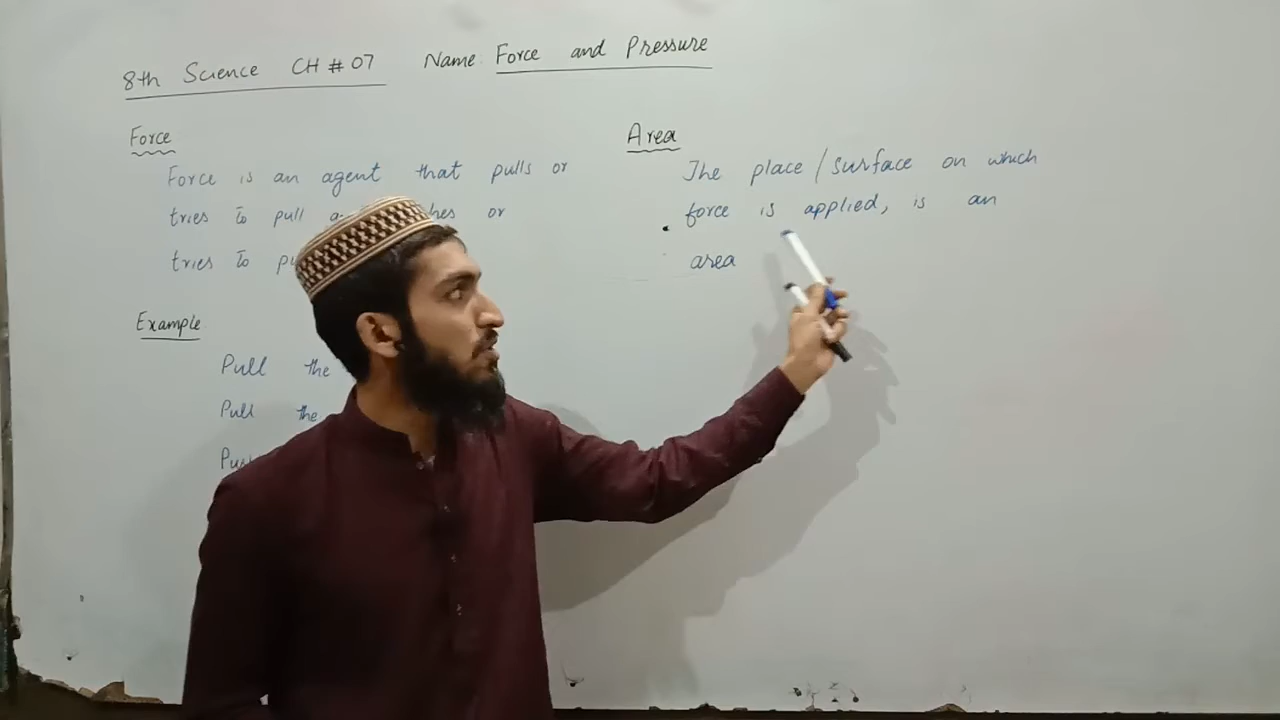 8th Science CH # 07 Name: Force and Pressure
Force
Force is an agent that pulls or
tries to pull or
tries to
Example
Pull the
Pull the
Area
The place/surface on which
force is applied, is an
area